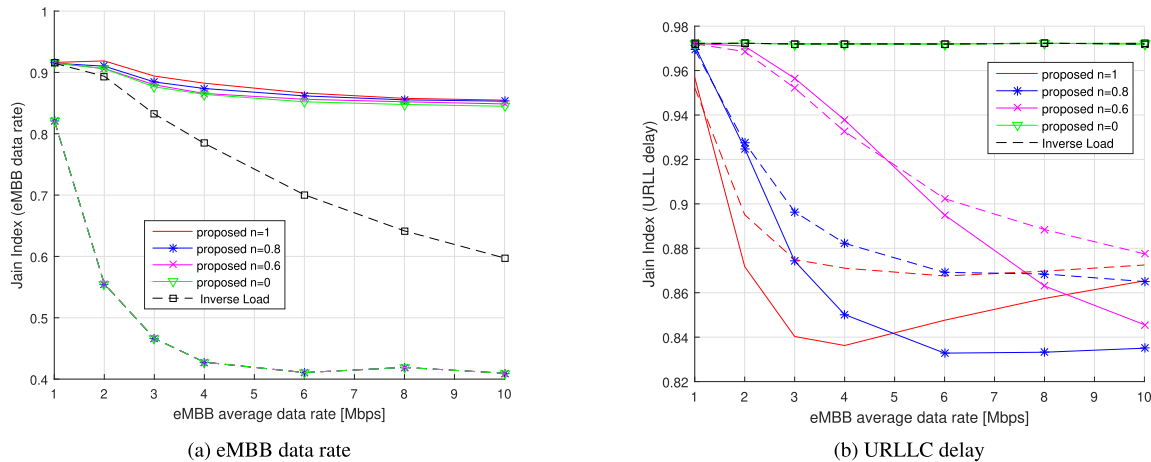 1
0.9
0.8
0.7
0.6
0.5
0.4
Jain Index (eMBB data rate)
proposed n=1
proposed n=0.8
proposed n=0.6
proposed n=0
Inverse Load
1 2 3 4 5 6 7 8 9 10
eMBB average data rate [Mbps]
(a) eMBB data rate
0.98
0.96
0.94
0.92
0.9
0.88
0.86
0.84
0.82
Jain Index (URLL delay)
proposed n=1
proposed n=0.8
proposed n=0.6
proposed n=0
Inverse Load
1 2 3 4 5 6 7 8 9 10
eMBB average data rate [Mbps]
(b) URLLC delay